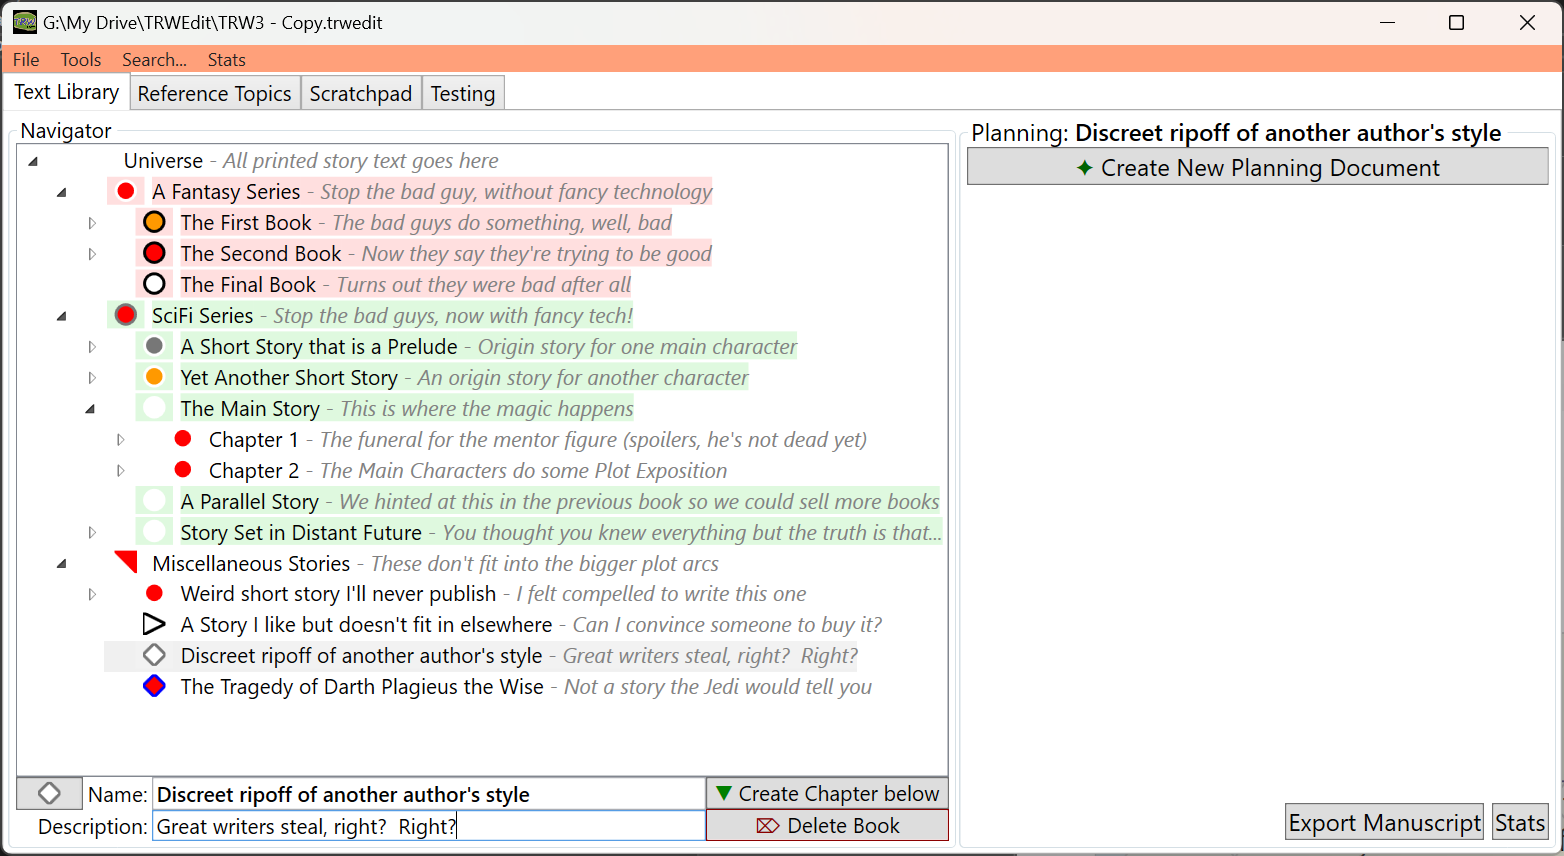 G:\My Drive\TRWEdit\TRW3 - Copy.trwedit
File Tools Search... Stats
Text Library Reference Topics Scratchpad Testing
Navigator
Universe - All printed story text goes here
A Fantasy Series - Stop the bad guy, without fancy technology
The First Book - The bad guys do something, well, bad
The Second Book - Now they say they're trying to be good
The Final Book - Turns out they were bad after all
SciFi Series - Stop the bad guys, now with fancy tech!
A Short Story that is a Prelude - Origin story for one main character
Yet Another Short Story - An origin story for another character
The Main Story - This is where the magic happens
Chapter 1 - The funeral for the mentor figure (spoilers, he's not dead yet)
Chapter 2 - The Main Characters do some Plot Exposition
A Parallel Story - We hinted at this in the previous book so we could sell more books
Story Set in Distant Future - You thought you knew everything but the truth is that...
Miscellaneous Stories - These don't fit into the bigger plot arcs
Weird short story I'll never publish - I felt compelled to write this one
A Story I like but doesn't fit in elsewhere - Can I convince someone to buy it?
Discreet ripoff of another author's style - Great writers steal, right?  Right?
The Tragedy of Darth Plagieus the Wise - Not a story the Jedi would tell you
Name: Discreet ripoff of another author's style
Create Chapter below
Description: Great writers steal, right?  Right?
Delete Book
Planning: Discreet ripoff of another author's style
Create New Planning Document
Export Manuscript Stats